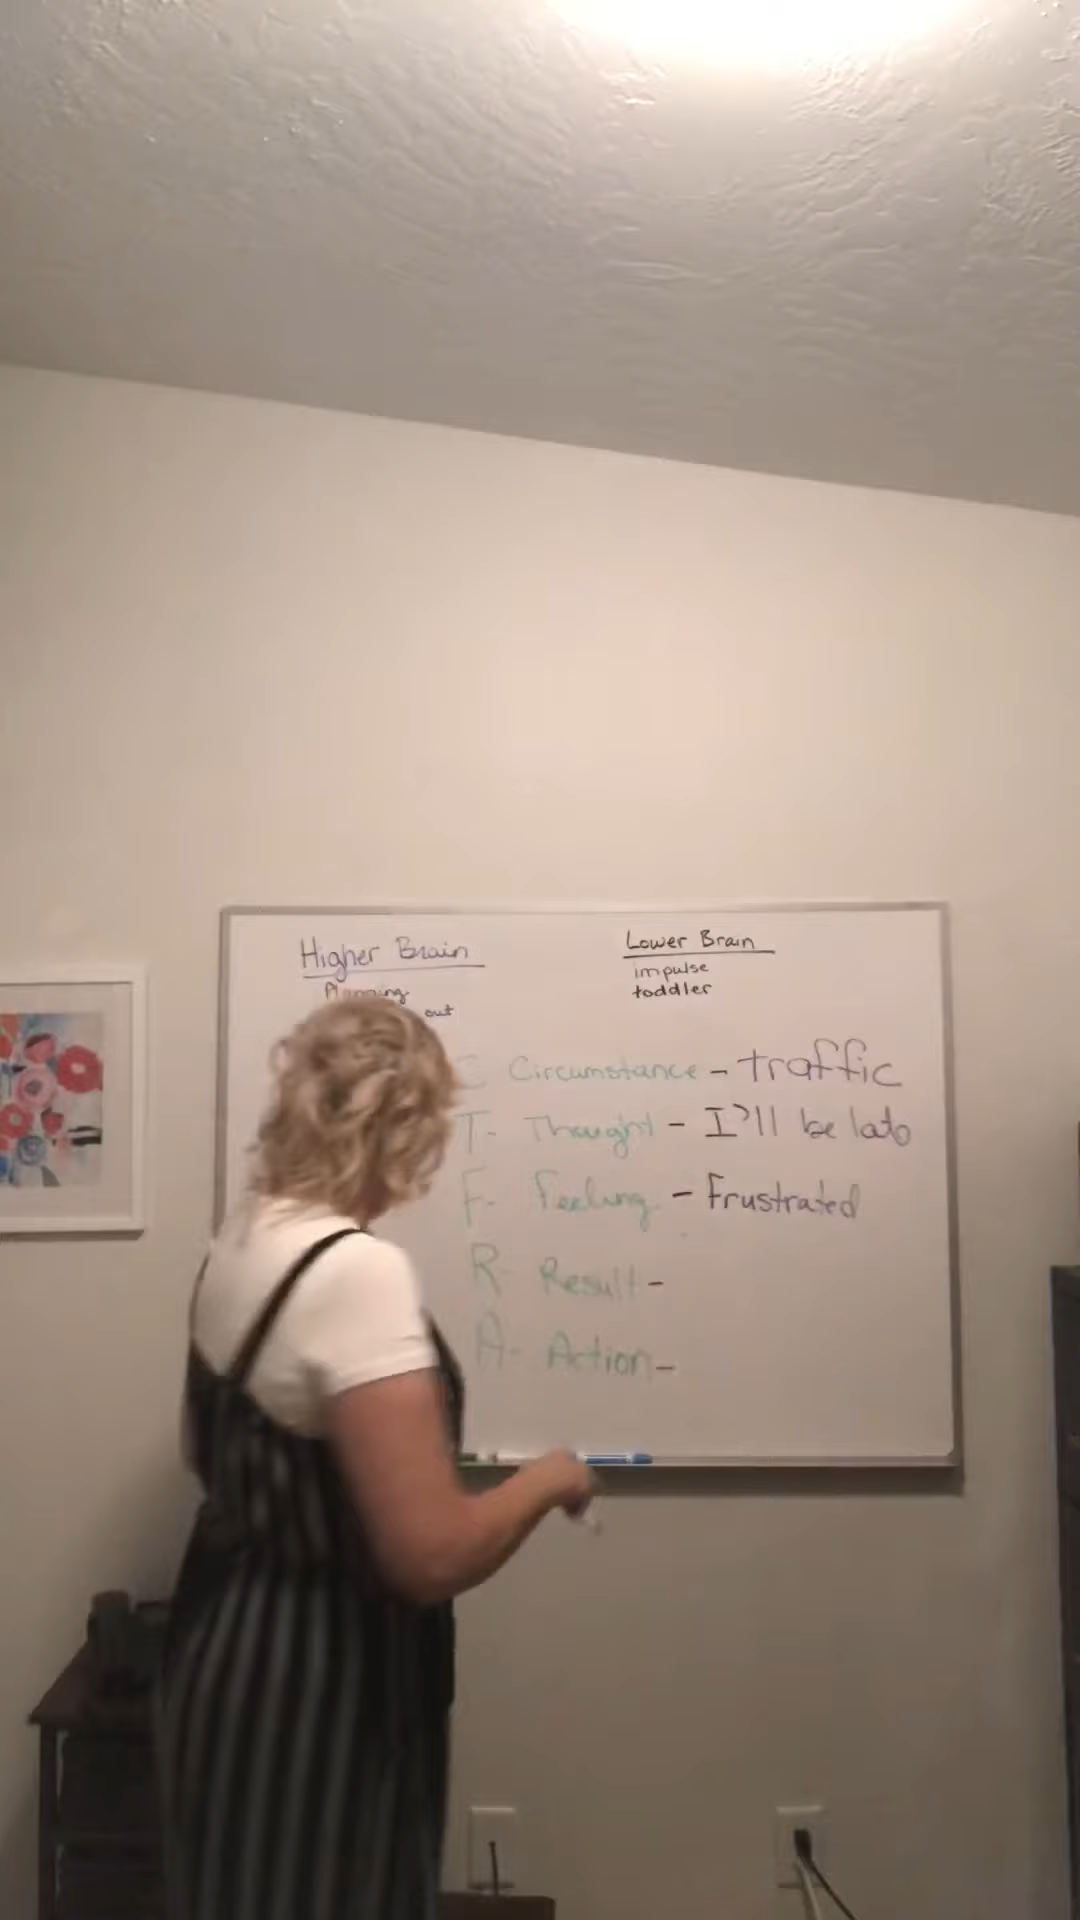 Higher Brain
Planning
out
Lower Brain
impulse
toddler
C Circumstance - traffic
T- Thought - I'll be late
F- Feeling - Frustrated
R- Result -
A- Action -